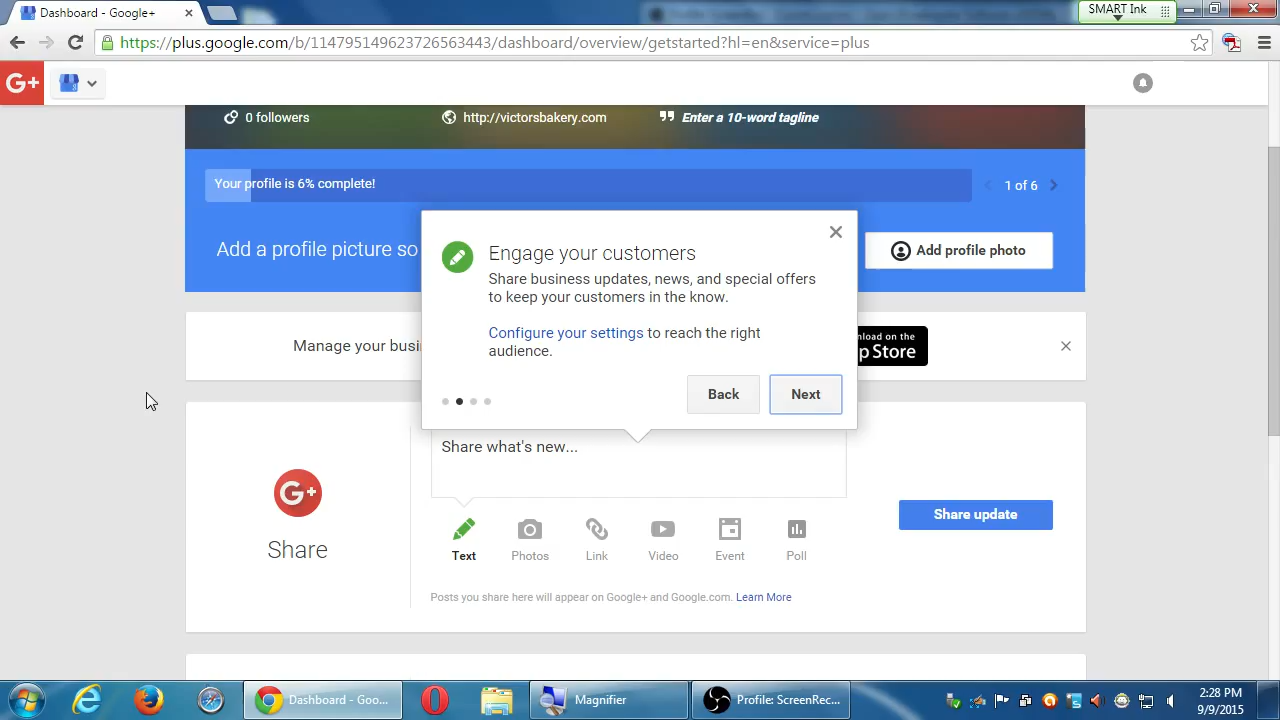 Dashboard - Google+
SMART Ink
https://plus.google.com/b/114795149623726563443/dashboard/overview/getstarted?hl=en&service=plus
G+
0 followers
http://victorsbakery.com
Enter a 10-word tagline
Your profile is 6% complete!
1 of 6
Add a profile picture so
Add profile photo
Engage your customers
Share business updates, news, and special offers
to keep your customers in the know.
Configure your settings to reach the right
audience.
Back
Next
Manage your busi
nload on the
p Store
Share what's new...
G+
Share
Text
Photos
Link
Video
Event
Poll
Share update
Posts you share here will appear on Google+ and Google.com. Learn More
Dashboard - Goo...
Magnifier
Profile: ScreenRec...
2:28 PM
9/9/2015